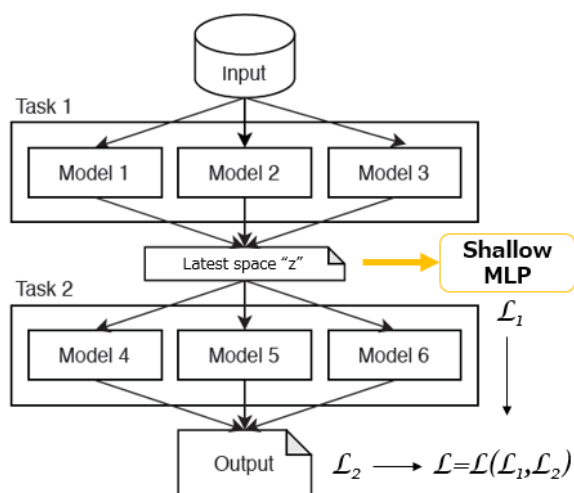 Input
Task 1
Model 1
Model 2
Model 3
Latest space “z”
Shallow
MLP
Task 2
ℒ1
Model 4
Model 5
Model 6
Output
ℒ2
ℒ=ℒ(ℒ1,ℒ2)